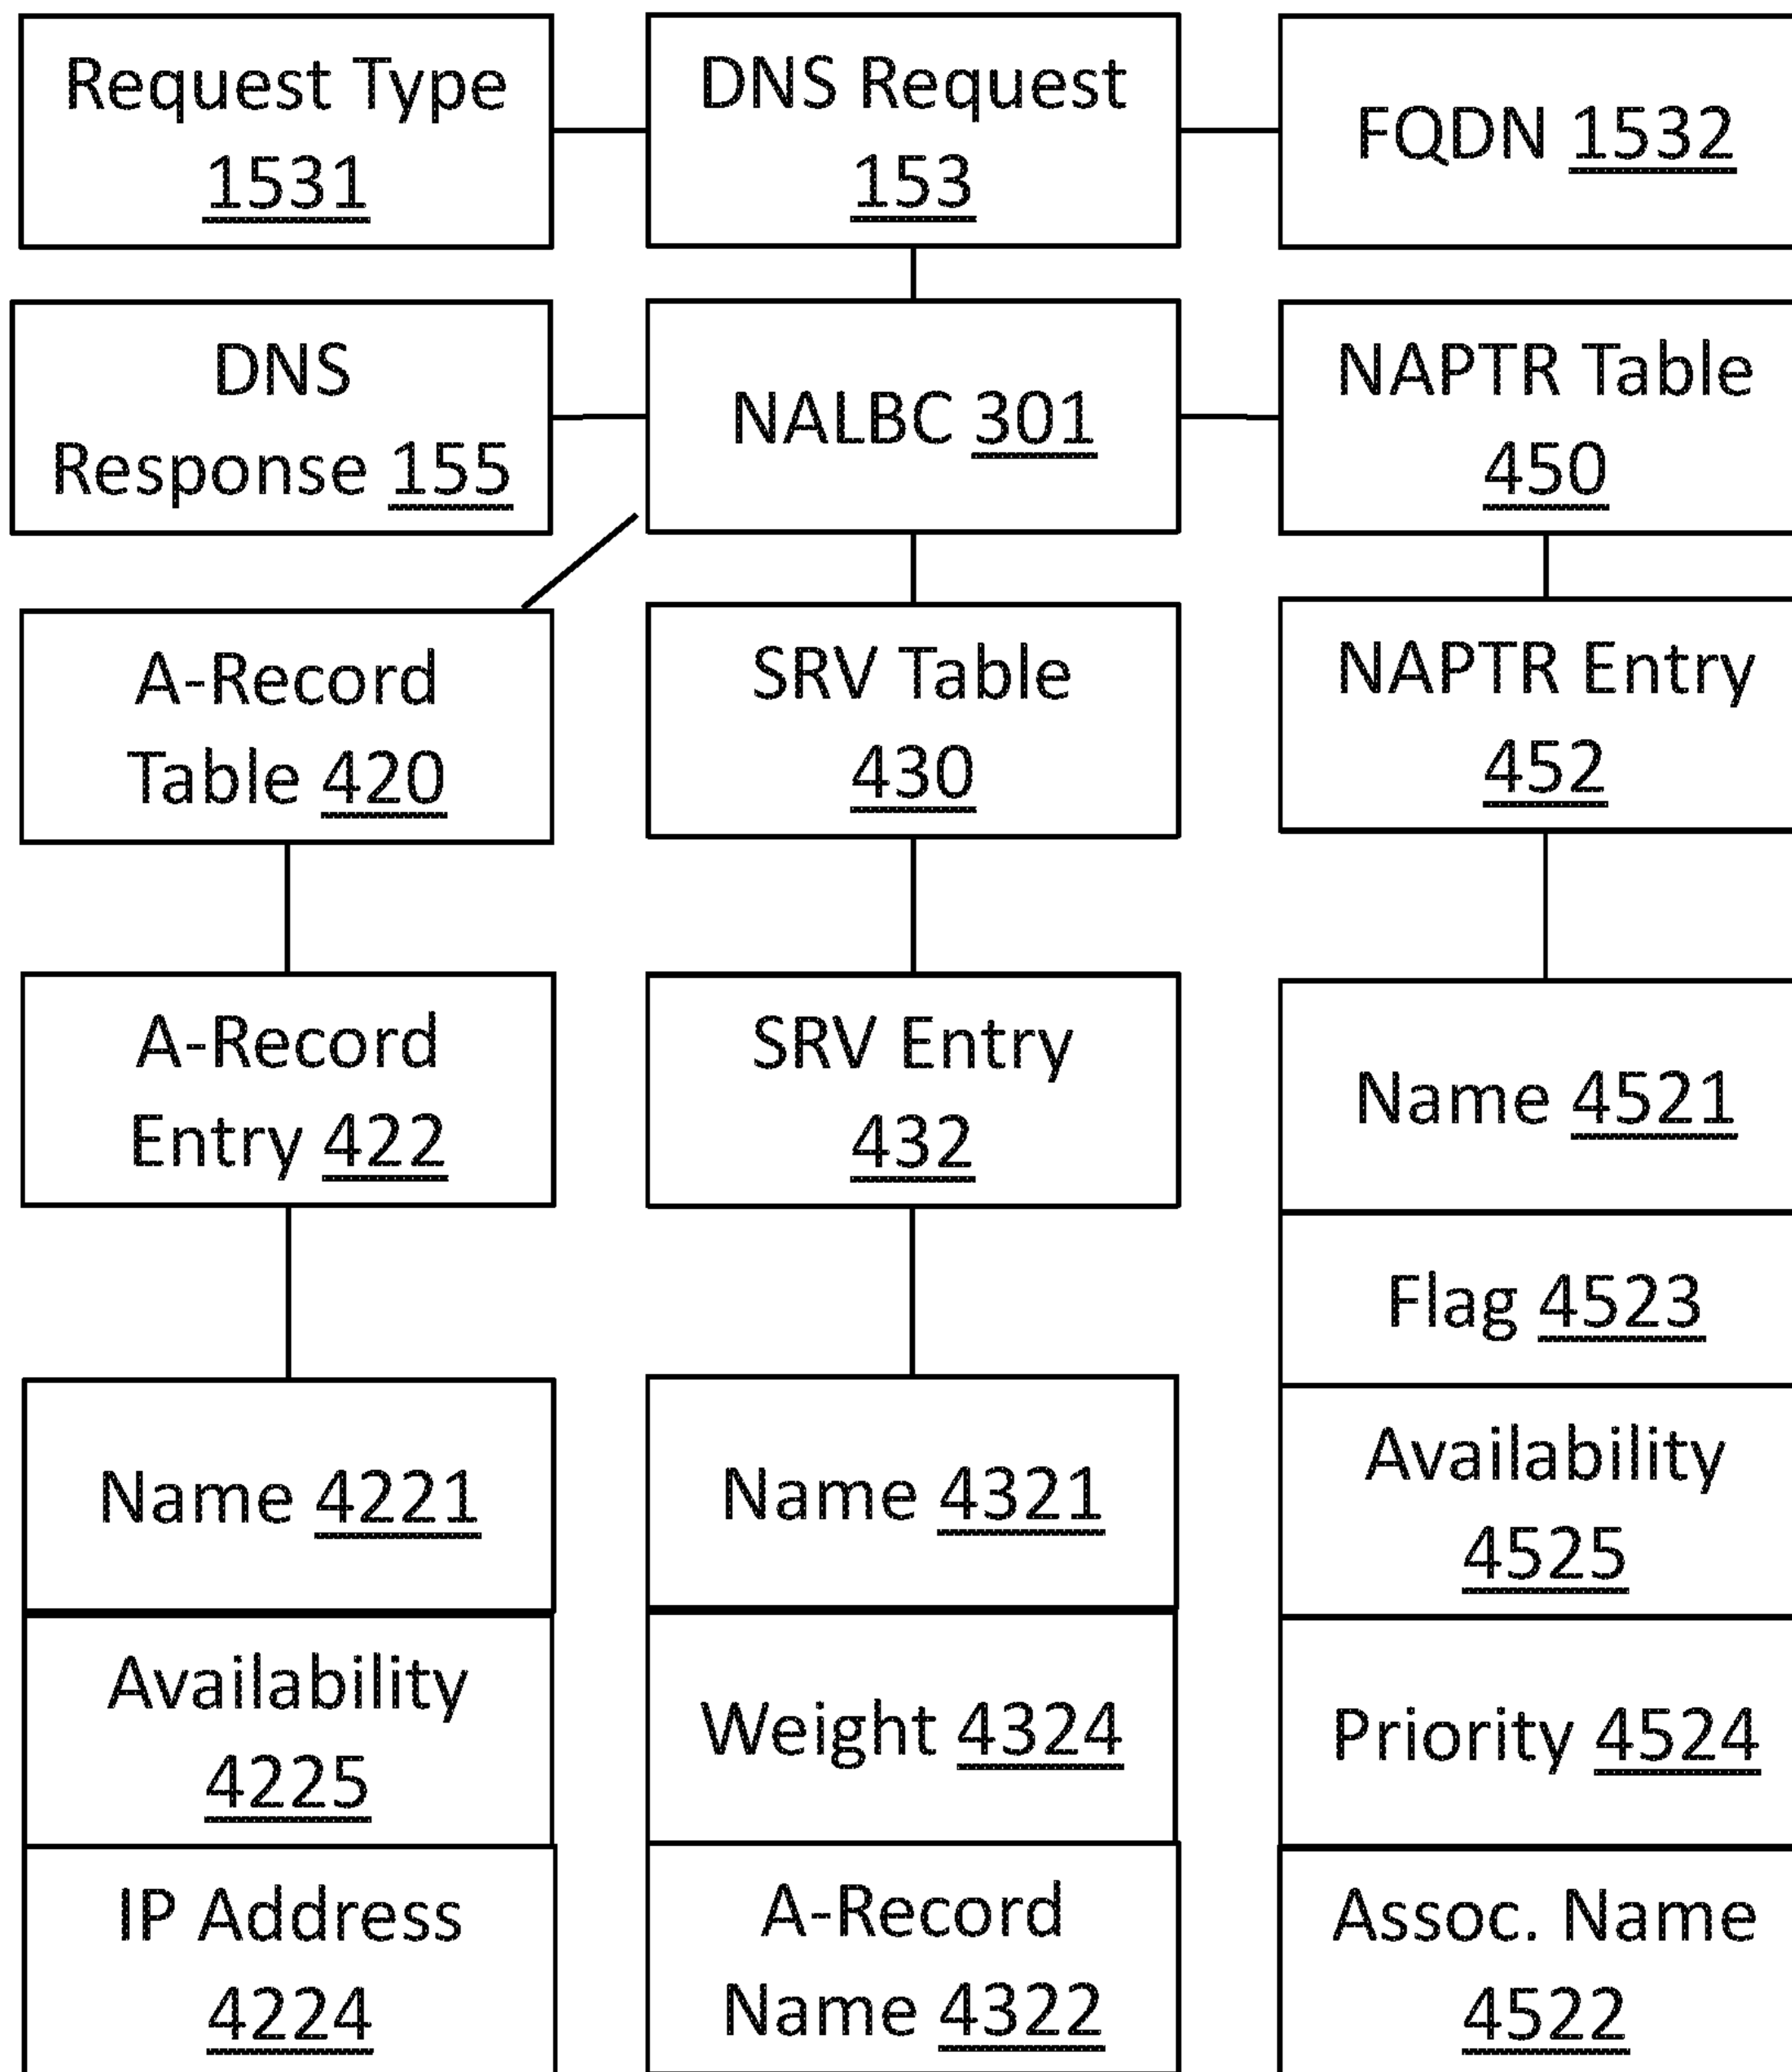 Request Type
1531
DNS Request
153
FQDN 1532
DNS
Response 155
NALBC 301
NAPTR Table
450
A-Record
Table 420
SRV Table
430
NAPTR Entry
452
A-Record
Entry 422
SRV Entry
432
Name 4521
Flag 4523
Availability
4525
Priority 4524
Assoc. Name
4522
Name 4221
Availability
4225
IP Address
4224
Name 4321
Weight 4324
A-Record
Name 4322